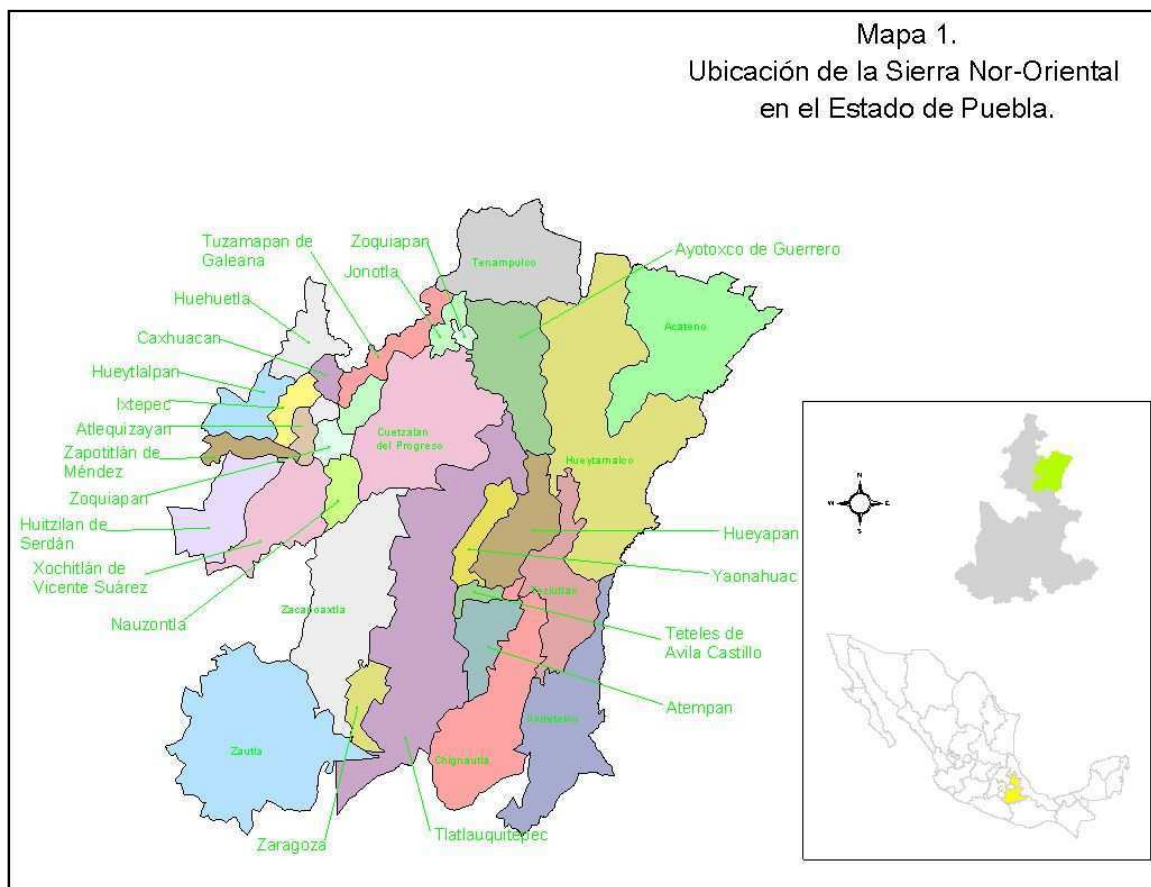 Mapa 1.
Ubicación de la Sierra Nor-Oriental
en el Estado de Puebla.
Tuzamapan de
Galeana
Zoquiapan
Jonotla
Ayotoxco de Guerrero
Tenampulco
Huehuetla
Caxhuacan
Acateno
Hueytlalpan
Ixtepec
Atlequizayan
Cuetzalan
del Progreso
Zapotitlán de
Méndez
Hueytamalco
Zoquiapan
Huitzilan de
Serdán
Hueyapan
Xochitlán de
Vicente Suárez
Yaonahuac
Teziutlan
Nauzontla
Zacapoaxtla
Teteles de
Avila Castillo
Atempan
Zautla
Chignautla
Zaragoza
Tlatlauquitepec
N
W
E
S